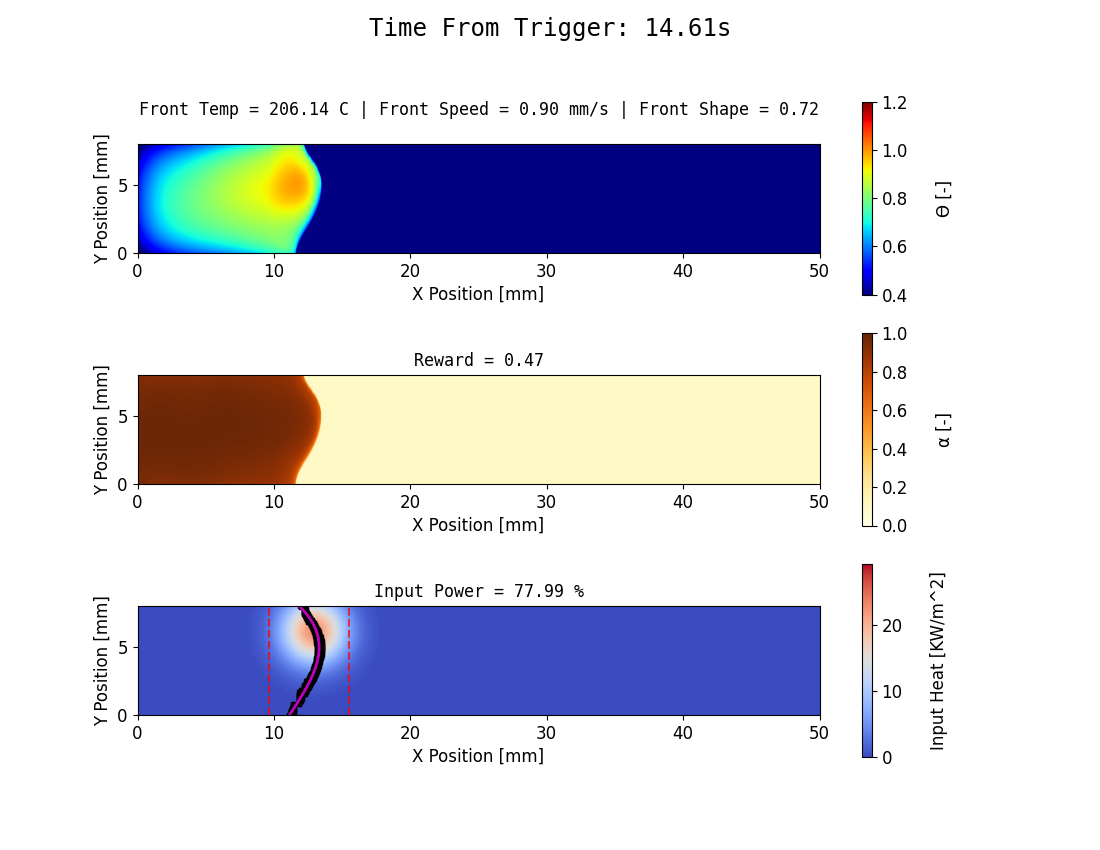 Time From Trigger: 14.61s
Front Temp = 206.14 C | Front Speed = 0.90 mm/s | Front Shape = 0.72
Y Position [mm]
5
0
0 10 20 30 40 50
X Position [mm]
1.2
1.0
0.8
0.6
0.4
Θ [-]
Reward = 0.47
Y Position [mm]
5
0
0 10 20 30 40 50
X Position [mm]
1.0
0.8
0.6
0.4
0.2
0.0
α [-]
Input Power = 77.99 %
Y Position [mm]
5
0
0 10 20 30 40 50
X Position [mm]
20
10
0
Input Heat [KW/m^2]